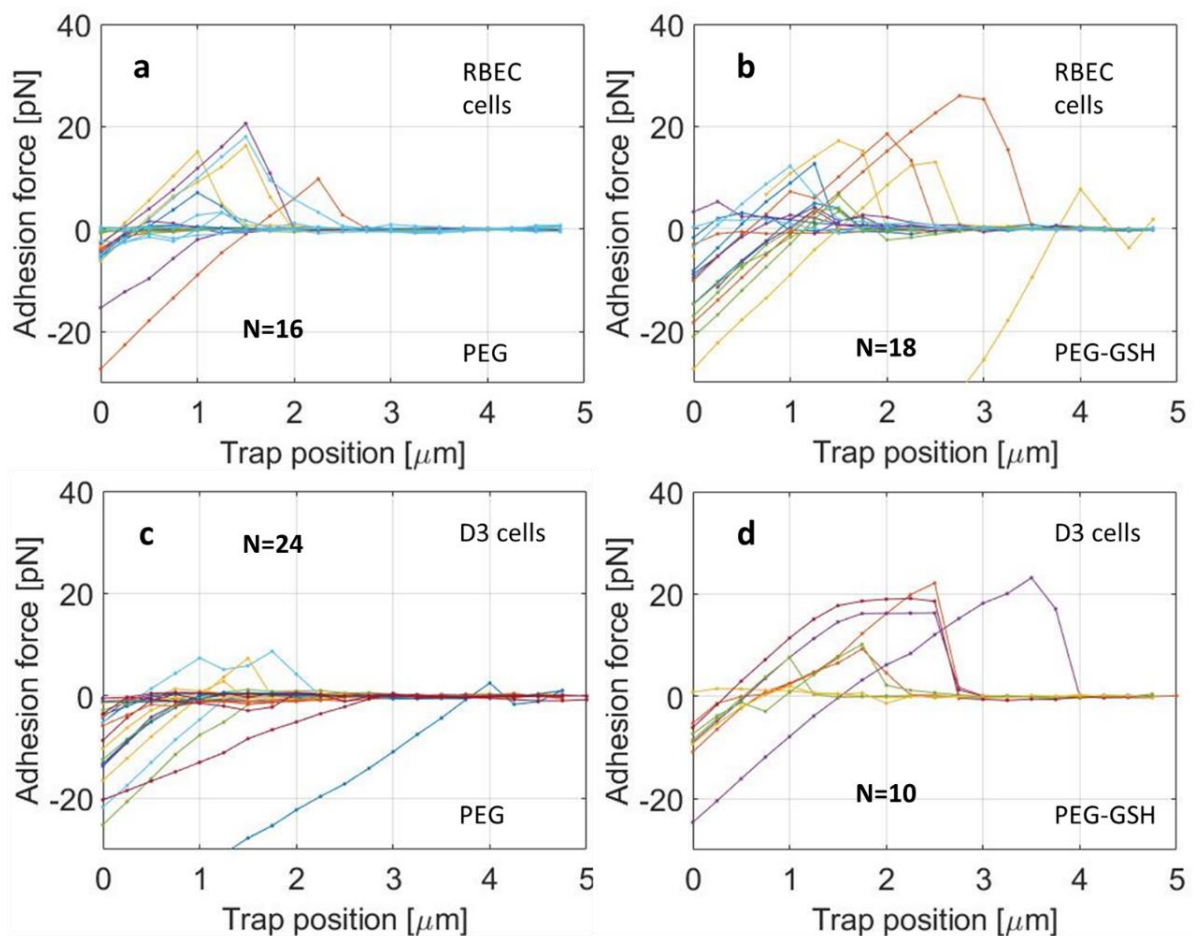 a
RBEC
cells
N=16
PEG
Adhesion force [pN]
40
20
0
-20
0 1 2 3 4 5
Trap position [μm]
b
RBEC
cells
N=18
PEG-GSH
Adhesion force [pN]
40
20
0
-20
0 1 2 3 4 5
Trap position [μm]
c
N=24
D3 cells
PEG
Adhesion force [pN]
40
20
0
-20
0 1 2 3 4 5
Trap position [μm]
d
D3 cells
N=10
PEG-GSH
Adhesion force [pN]
40
20
0
-20
0 1 2 3 4 5
Trap position [μm]